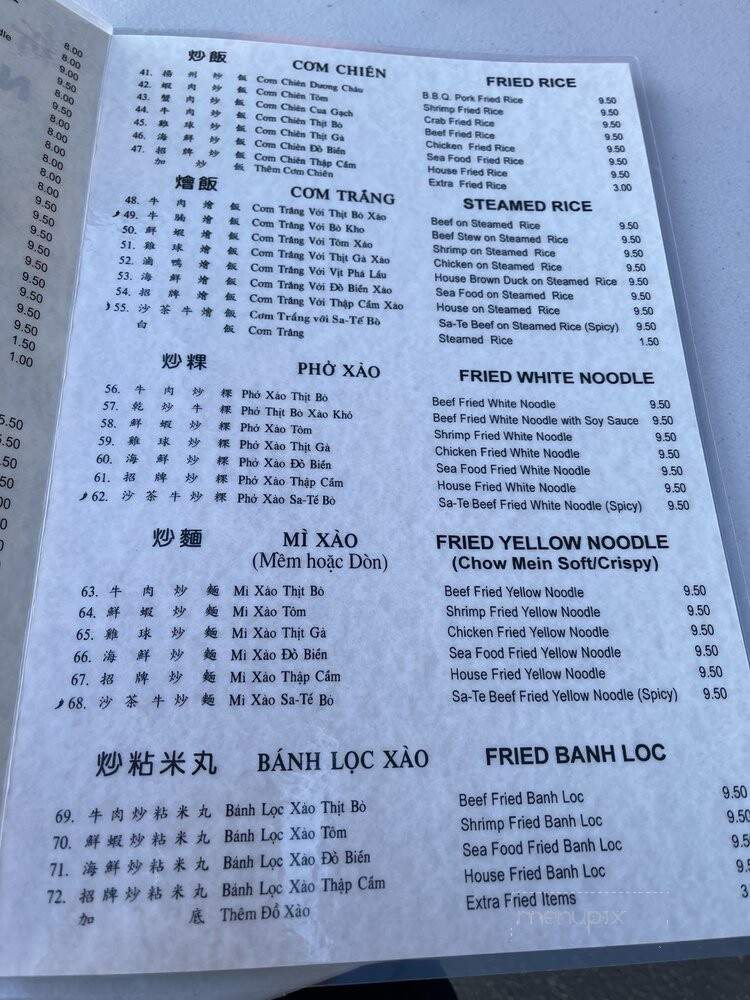 8.00
8.00
9.00
9.50
8.00
炒飯 CƠM CHIÊN FRIED RICE
41. 揚州炒飯 Cơm Chiên Dương Châu B.B.Q. Pork Fried Rice 9.50
42. 蝦肉炒飯 Cơm Chiên Tôm Shrimp Fried Rice 9.50
43. 蟹肉炒飯 Cơm Chiên Cua Gạch Crab Fried Rice 9.50
44. 牛肉炒飯 Cơm Chiên Thịt Bò Beef Fried Rice 9.50
45. 雞球炒飯 Cơm Chiên Thịt Gà Chicken Fried Rice 9.50
46. 海鮮炒飯 Cơm Chiên Đồ Biển Sea Food Fried Rice 9.50
47. 招牌炒飯 Cơm Chiên Thập Cẩm House Fried Rice 9.50
加炒飯 Thêm Cơm Chiên Extra Fried Rice 3.00
燴飯 CƠM TRẮNG STEAMED RICE
48. 牛肉燴飯 Cơm Trắng Với Thịt Bò Xào Beef on Steamed Rice 9.50
49. 牛腩燴飯 Cơm Trắng Với Bò Kho Beef Stew on Steamed Rice 9.50
50. 鮮蝦燴飯 Cơm Trắng Với Tôm Xào Shrimp on Steamed Rice 9.50
51. 雞球燴飯 Cơm Trắng Với Thịt Gà Xào Chicken on Steamed Rice 9.50
52. 滷鴨燴飯 Cơm Trắng Với Vịt Phá Lấu House Brown Duck on Steamed Rice 9.50
53. 海鮮燴飯 Cơm Trắng Với Đồ Biển Xào Sea Food on Steamed Rice 9.50
54. 招牌燴飯 Cơm Trắng Với Thập Cẩm Xào House on Steamed Rice 9.50
55. 沙茶牛燴飯 Cơm Trắng với Sa-Tế Bò Sa-Te Beef on Steamed Rice (Spicy) 9.50
白飯 Cơm Trắng Steamed Rice 1.50
炒粿 PHỞ XÀO FRIED WHITE NOODLE
56. 牛肉炒粿 Phở Xào Thịt Bò Beef Fried White Noodle 9.50
57. 乾炒牛粿 Phở Thịt Bò Xào Khô Beef Fried White Noodle with Soy Sauce 9.50
58. 鮮蝦炒粿 Phở Xào Tôm Shrimp Fried White Noodle 9.50
59. 雞球炒粿 Phở Xào Thịt Gà Chicken Fried White Noodle 9.50
60. 海鮮炒粿 Phở Xào Đồ Biển Sea Food Fried White Noodle 9.50
61. 招牌炒粿 Phở Xào Thập Cẩm House Fried White Noodle 9.50
62. 沙茶牛炒粿 Phở Xào Sa-Tế Bò Sa-Te Beef Fried White Noodle (Spicy) 9.50
炒麵 MÌ XÀO FRIED YELLOW NOODLE
(Mềm hoặc Dòn) (Chow Mein Soft/Crispy)
63. 牛肉炒麵 Mì Xào Thịt Bò Beef Fried Yellow Noodle 9.50
64. 鮮蝦炒麵 Mì Xào Tôm Shrimp Fried Yellow Noodle 9.50
65. 雞球炒麵 Mì Xào Thịt Gà Chicken Fried Yellow Noodle 9.50
66. 海鮮炒麵 Mì Xào Đồ Biển Sea Food Fried Yellow Noodle 9.50
67. 招牌炒麵 Mì Xào Thập Cẩm House Fried Yellow Noodle 9.50
68. 沙茶牛炒麵 Mì Xào Sa-Tế Bò Sa-Te Beef Fried Yellow Noodle (Spicy) 9.50
炒粘米丸 BÁNH LỌC XÀO FRIED BANH LOC
69. 牛肉炒粘米丸 Bánh Lọc Xào Thịt Bò Beef Fried Banh Loc 9.50
70. 鮮蝦炒粘米丸 Bánh Lọc Xào Tôm Shrimp Fried Banh Loc 9.50
71. 海鮮炒粘米丸 Bánh Lọc Xào Đồ Biển Sea Food Fried Banh Loc 9.5
72. 招牌炒粘米丸 Bánh Lọc Xào Thập Cẩm House Fried Banh Loc 9.
加底 Thêm Đồ Xào Extra Fried Items 3
menupix